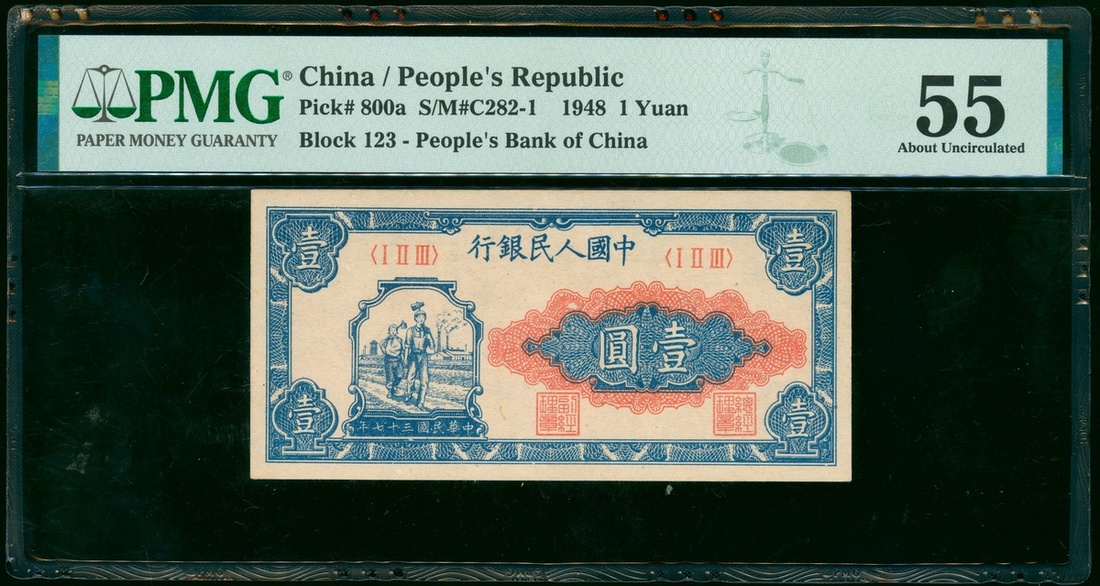 PMG® China / People's Republic
Pick# 800a S/M#C282-1 1948 1 Yuan
PAPER MONEY GUARANTY Block 123 - People's Bank of China
55
About Uncirculated
壹 行銀民人國中 壹
〈I II III〉 〈I II III〉
圓壹
年七十三國民華中
壹 壹